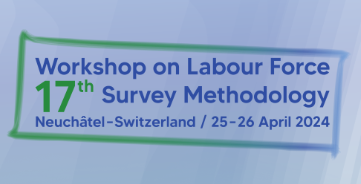 Workshop on Labour Force
17th Survey Methodology
Neuchâtel-Switzerland / 25-26 April 2024